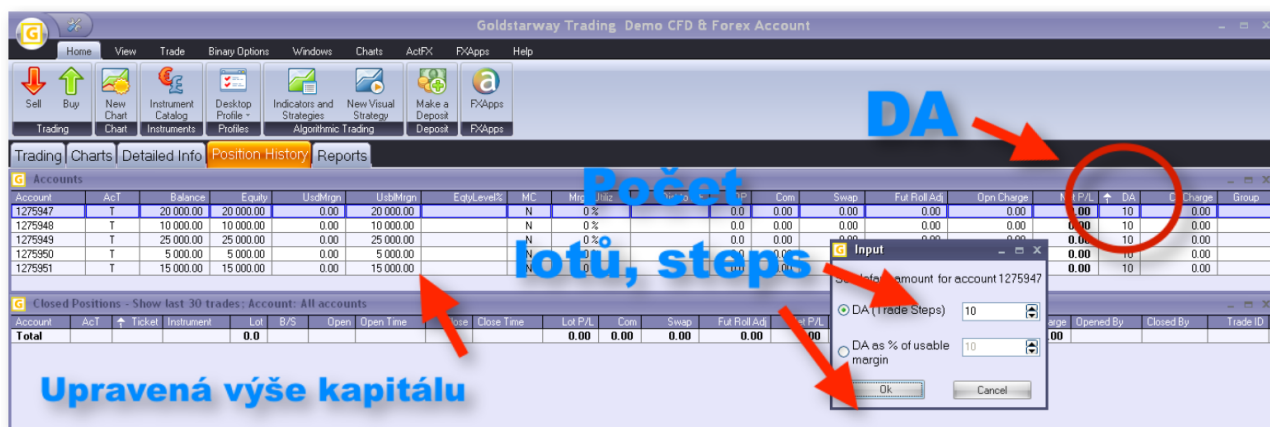 Goldstarway Trading Demo CFD & Forex Account
Home View Trade Binary Options Windows Charts ActFX FXApps Help
Sell Buy New Chart Instrument Catalog Desktop Profile Indicators and Strategies New Visual Strategy Make a Deposit FXApps
Trading Chart Instruments Profiles Algorithmic Trading Deposit FXApps
DA
Trading Charts Detailed Info Position History Reports
Accounts
Account AcT Balance Equity UsdMrgn UsblMrgn EqtyLevel% MC Com Swap Fut Roll Adj Opn Charge DA Charge Group
1275947 T 20 000.00 20 000.00 0.00 20 000.00 N 0 % 0.0 0.00 0.00 0.00 0.00 0.00 10 0.00
1275948 T 10 000.00 10 000.00 0.00 10 000.00 N 0.0 0.00 0.00 0.00 0.00 0.00 10 0.00
1275949 T 25 000.00 25 000.00 0.00 25 000.00 N 0 % 0.0 0.00 0.00 0.00 0.00 10 0.00
1275950 T 5 000.00 5 000.00 0.00 5 000.00 0.00 10 0.00
1275951 T 15 000.00 15 000.00 0.00 15 000.00 0.00 10 0.00
Počet
lotů, steps
Input
amount for account 1275947
DA (Trade Steps) 10
DA as % of usable margin 10
Ok Cancel
Closed Positions - Show last 30 trades; Account: All accounts
Account AcT Ticket Instrument Lot B/S Open Open Time Close Time Lot P/L Com Swap Fut Roll Adj Opened By Closed By Trade ID
Total 0.0 0.00 0.00 0.00 0.00
Upravená výše kapitálu